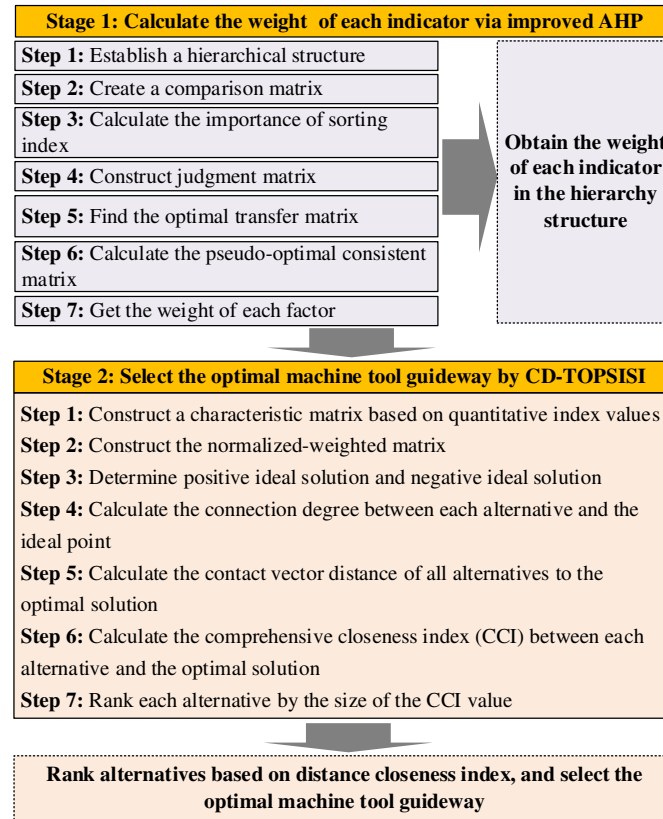 Stage 1: Calculate the weight of each indicator via improved AHP
Step 1: Establish a hierarchical structure
Step 2: Create a comparison matrix
Step 3: Calculate the importance of sorting
index
Step 4: Construct judgment matrix
Step 5: Find the optimal transfer matrix
Step 6: Calculate the pseudo-optimal consistent
matrix
Step 7: Get the weight of each factor
Obtain the weight
of each indicator
in the hierarchy
structure
Stage 2: Select the optimal machine tool guideway by CD-TOPSISI
Step 1: Construct a characteristic matrix based on quantitative index values
Step 2: Construct the normalized-weighted matrix
Step 3: Determine positive ideal solution and negative ideal solution
Step 4: Calculate the connection degree between each alternative and the
ideal point
Step 5: Calculate the contact vector distance of all alternatives to the
optimal solution
Step 6: Calculate the comprehensive closeness index (CCI) between each
alternative and the optimal solution
Step 7: Rank each alternative by the size of the CCI value
Rank alternatives based on distance closeness index, and select the
optimal machine tool guideway